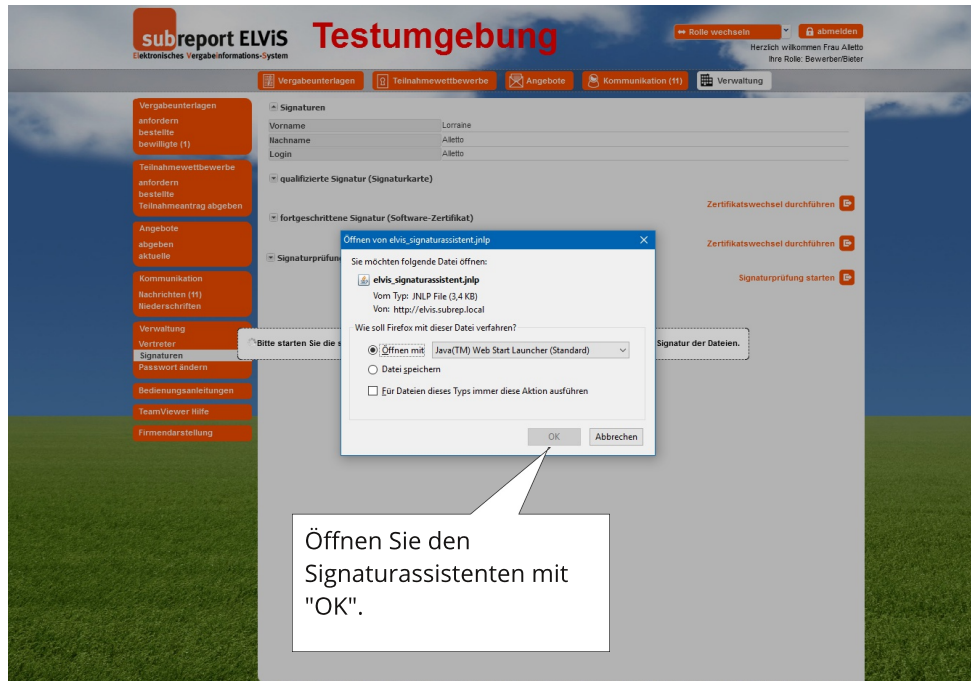 subreport ELViS
Elektronisches Vergabeinformations-System
Testumgebung
Rolle wechseln
abmelden
Herzlich willkommen Frau Alletto
Ihre Rolle: Bewerber/Bieter
Vergabeunterlagen
Teilnahmewettbewerbe
Angebote
Kommunikation (11)
Verwaltung
Vergabeunterlagen
anfordern
bestellte
bewilligte (1)
Teilnahmewettbewerbe
anfordern
bestellte
Teilnahmeantrag abgeben
Angebote
abgeben
aktuelle
Kommunikation
Nachrichten (11)
Niederschriften
Verwaltung
Vertreter
Signaturen
Passwort ändern
Bedienungsanleitungen
TeamViewer Hilfe
Firmendarstellung
Signaturen
Vorname Lorraine
Nachname Alletto
Login Alletto
qualifizierte Signatur (Signaturkarte)
Zertifikatswechsel durchführen
fortgeschrittene Signatur (Software-Zertifikat)
Zertifikatswechsel durchführen
Signaturprüfun
Signaturprüfung starten
Bitte starten Sie die s
Signatur der Dateien.
Öffnen von elvis_signaturassistent.jnlp
Sie möchten folgende Datei öffnen:
elvis_signaturassistent.jnlp
Vom Typ: JNLP File (3,4 KB)
Von: http://elvis.subrep.local
Wie soll Firefox mit dieser Datei verfahren?
Öffnen mit Java(TM) Web Start Launcher (Standard)
Datei speichern
Für Dateien dieses Typs immer diese Aktion ausführen
OK
Abbrechen
Öffnen Sie den
Signaturassistenten mit
"OK".